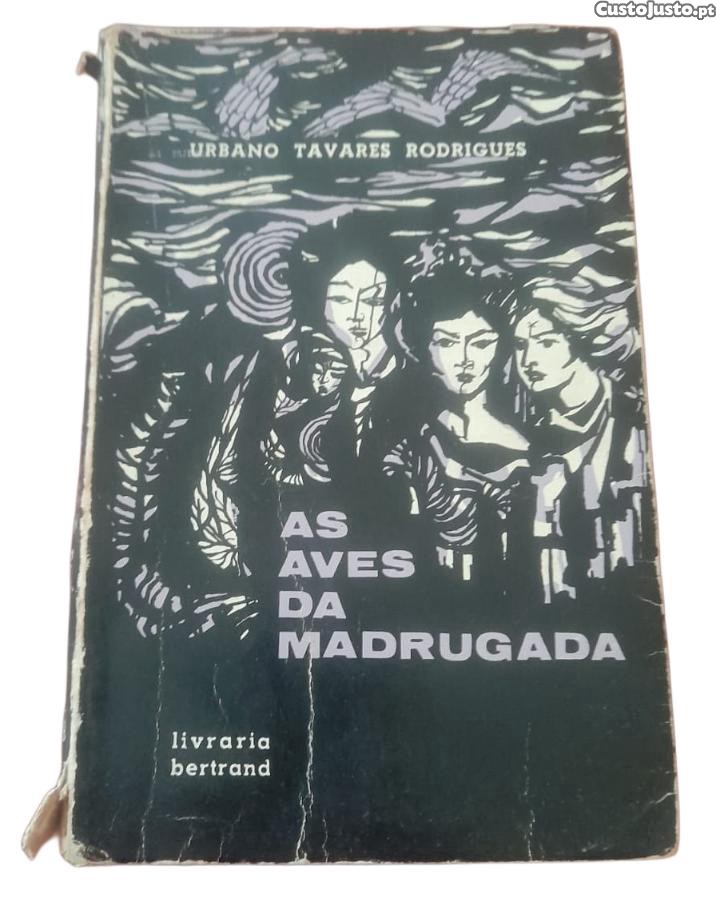 CustoJusto.pt
URBANO TAVARES RODRIGUES
AS
AVES
DA
MADRUGADA
livraria
bertrand